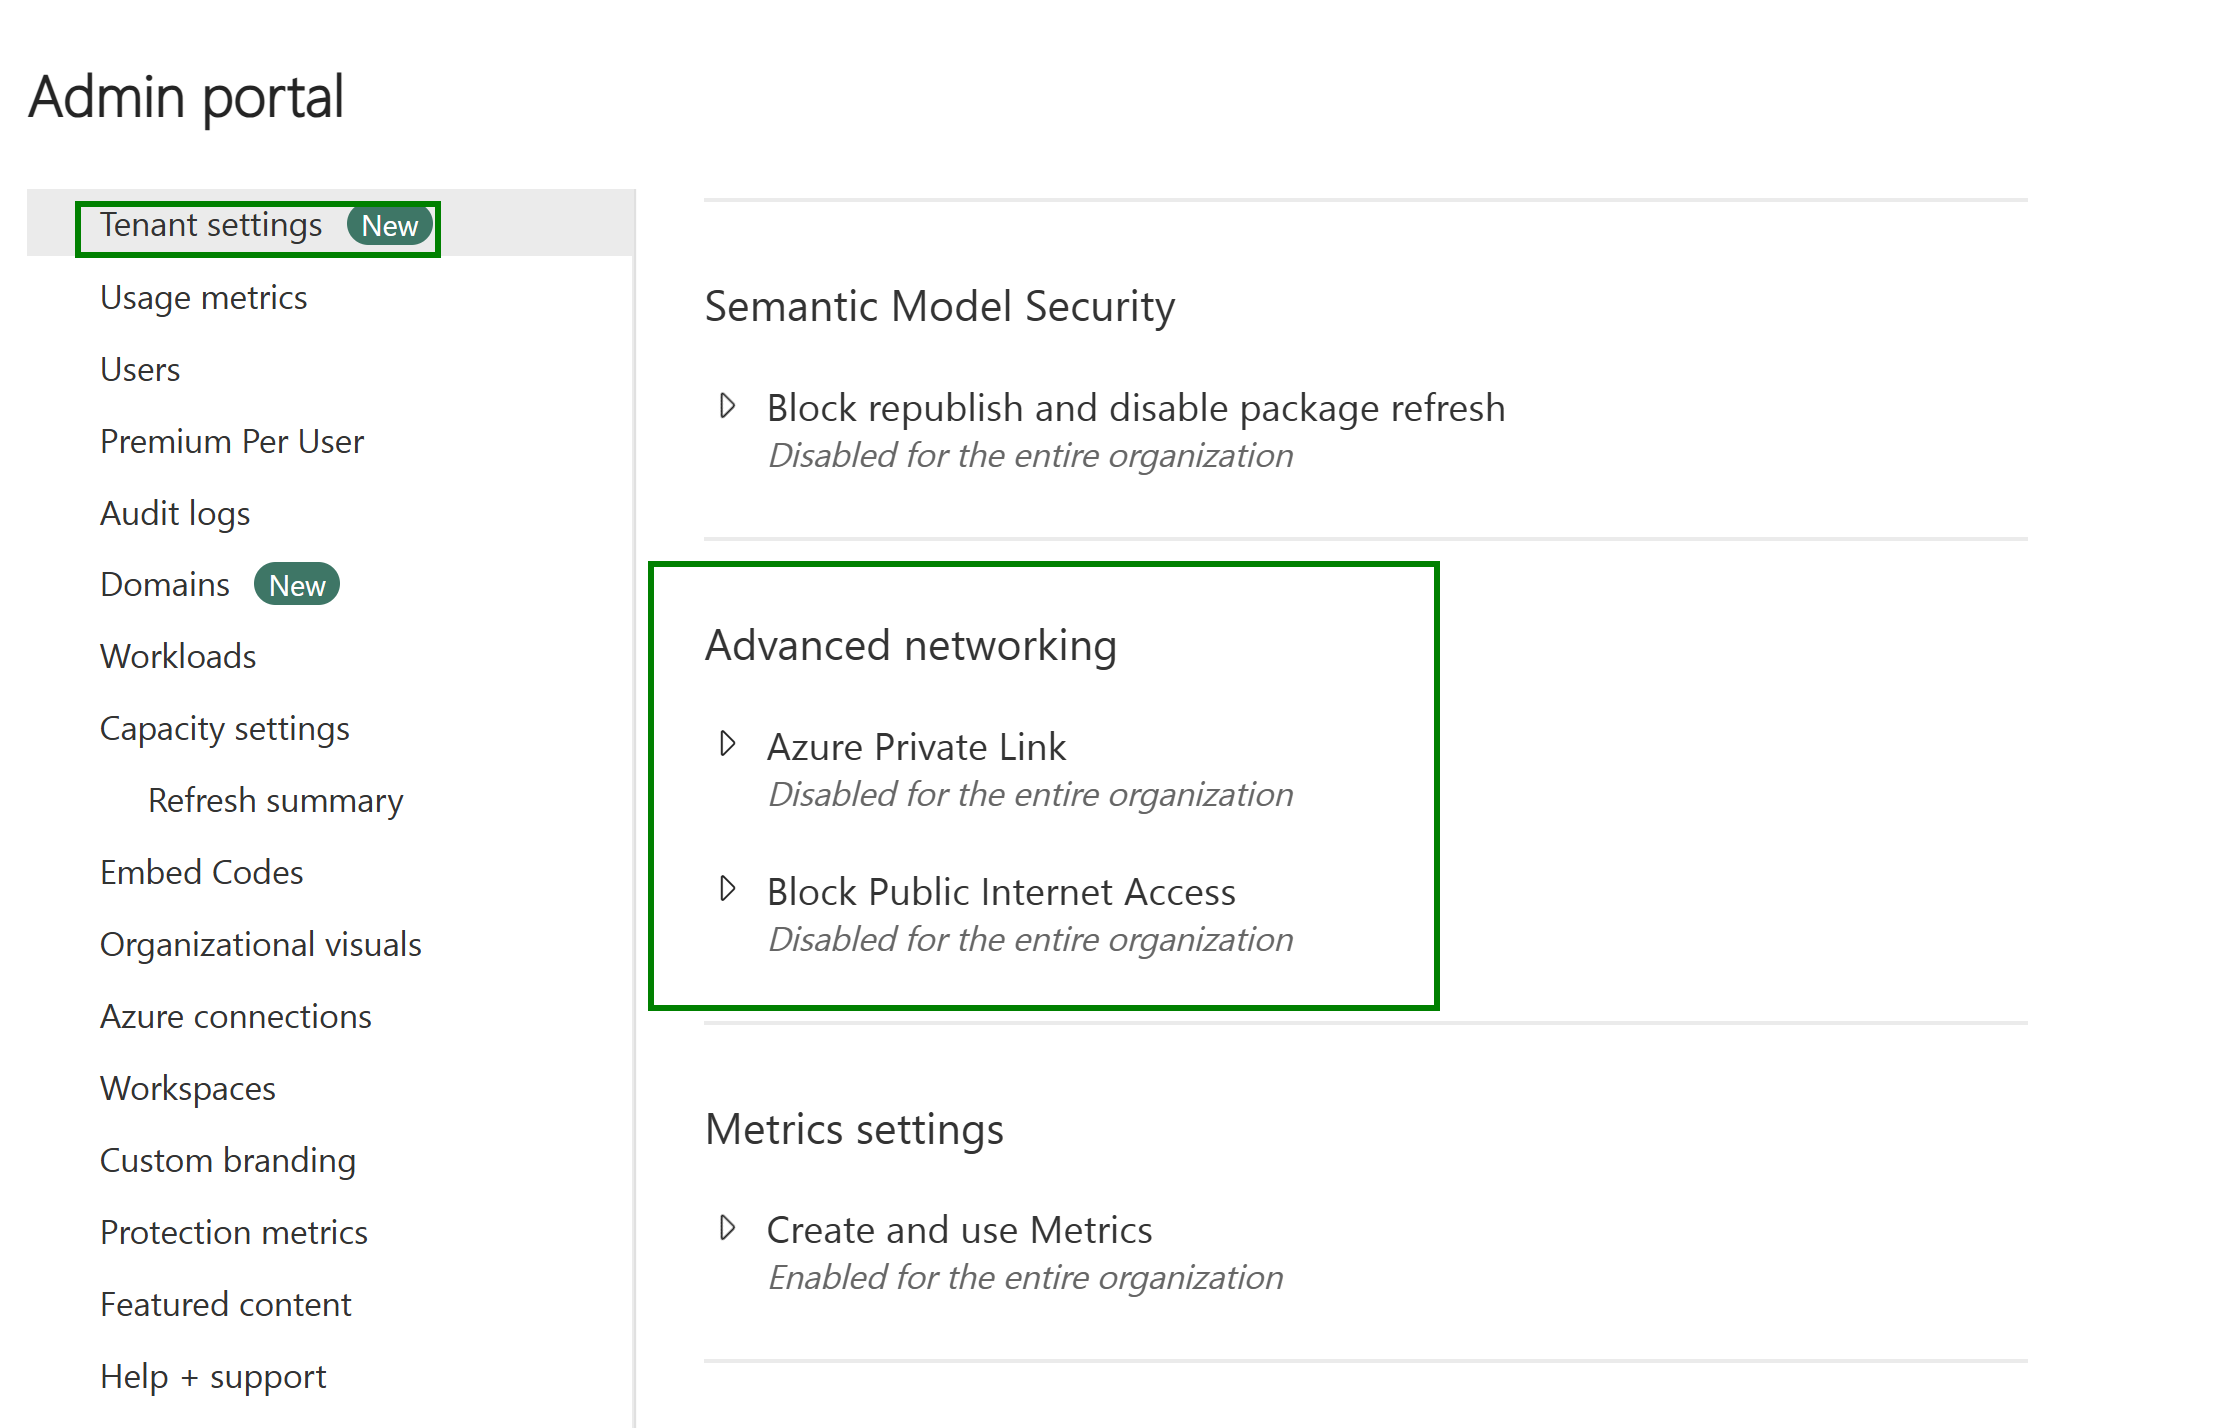 Admin portal
Tenant settings New
Usage metrics
Users
Premium Per User
Audit logs
Domains New
Workloads
Capacity settings
Refresh summary
Embed Codes
Organizational visuals
Azure connections
Workspaces
Custom branding
Protection metrics
Featured content
Help + support
Semantic Model Security
Block republish and disable package refresh
Disabled for the entire organization
Advanced networking
Azure Private Link
Disabled for the entire organization
Block Public Internet Access
Disabled for the entire organization
Metrics settings
Create and use Metrics
Enabled for the entire organization